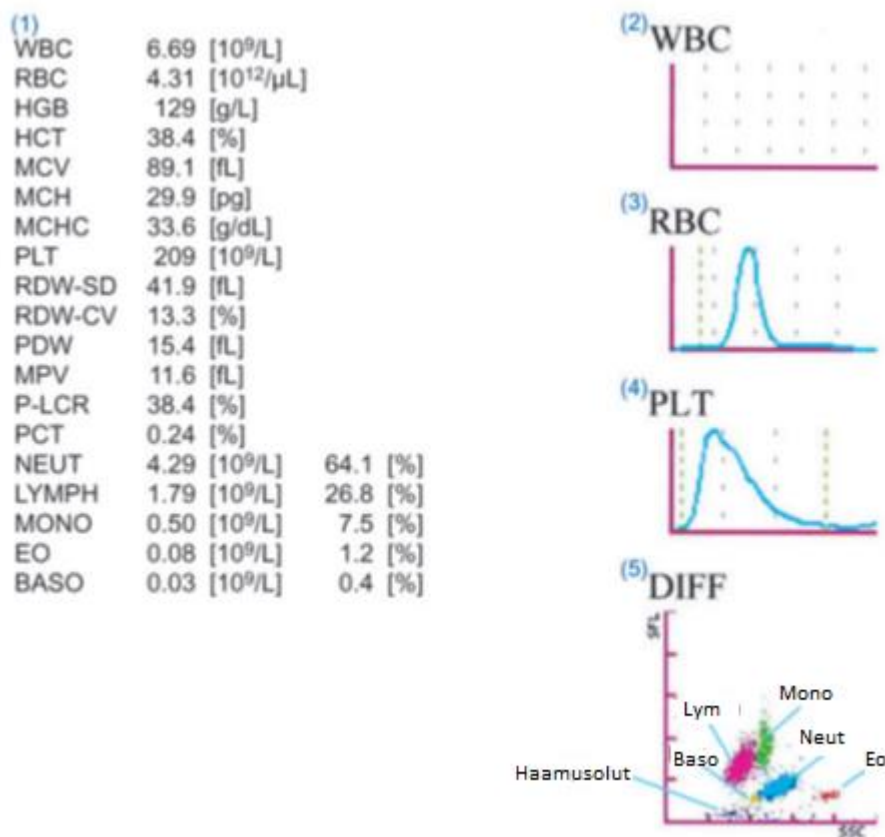 (1)
WBC 6.69 [10⁹/L]
RBC 4.31 [10¹²/µL]
HGB 129 [g/L]
HCT 38.4 [%]
MCV 89.1 [fL]
MCH 29.9 [pg]
MCHC 33.6 [g/dL]
PLT 209 [10⁹/L]
RDW-SD 41.9 [fL]
RDW-CV 13.3 [%]
PDW 15.4 [fL]
MPV 11.6 [fL]
P-LCR 38.4 [%]
PCT 0.24 [%]
NEUT 4.29 [10⁹/L] 64.1 [%]
LYMPH 1.79 [10⁹/L] 26.8 [%]
MONO 0.50 [10⁹/L] 7.5 [%]
EO 0.08 [10⁹/L] 1.2 [%]
BASO 0.03 [10⁹/L] 0.4 [%]
(2) WBC
(3) RBC
(4) PLT
(5) DIFF
SFL
Mono
Lym
Neut
Baso
Eo
Haamusolut
SSC